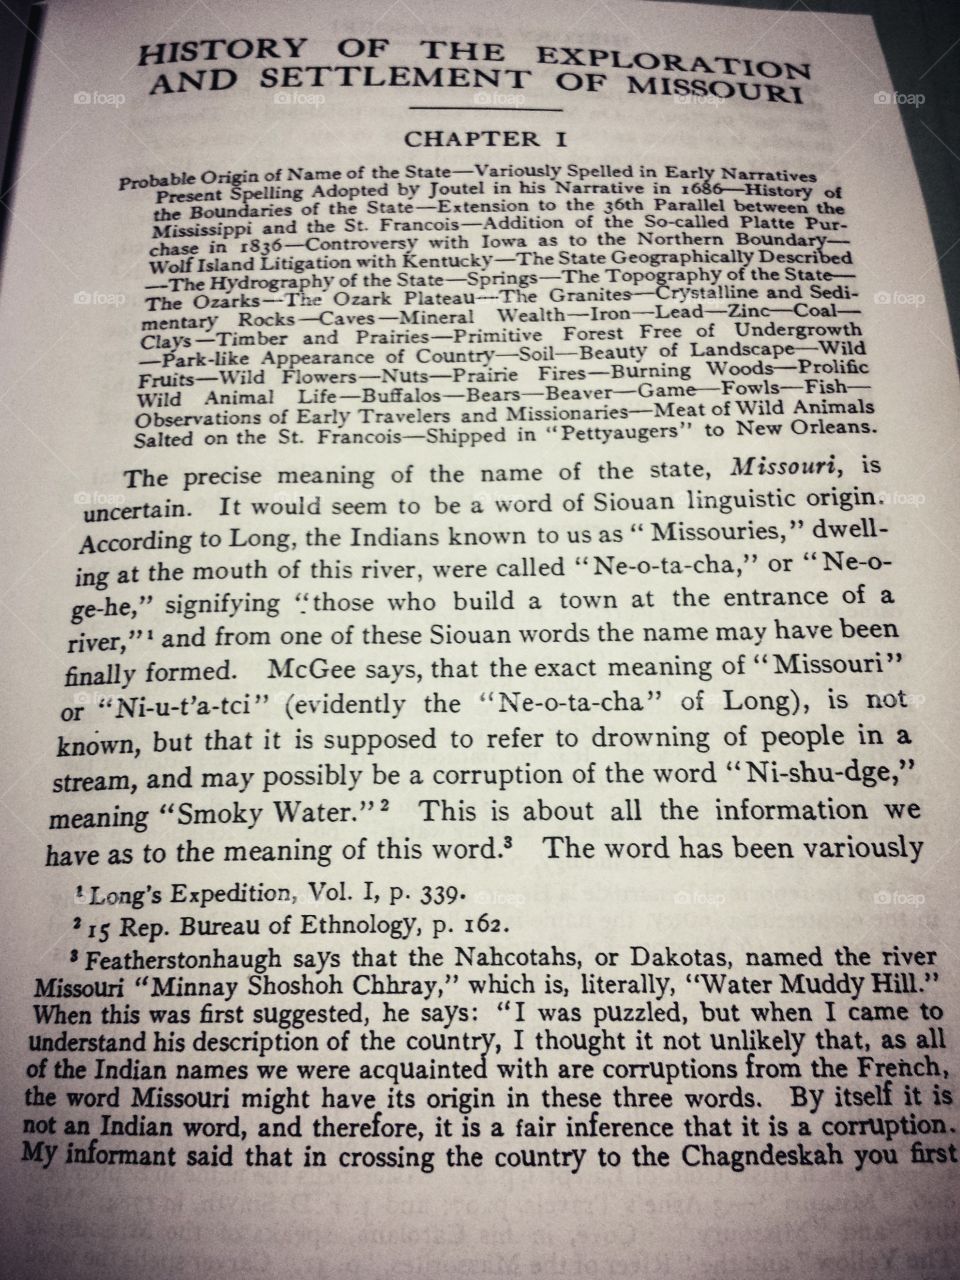 HISTORY OF THE EXPLORATION
AND SETTLEMENT OF MISSOURI
CHAPTER I
Probable Origin of Name of the State—Variously Spelled in Early Narratives
Present Spelling Adopted by Joutel in his Narrative in 1686—History of
the Boundaries of the State—Extension to the 36th Parallel between the
Mississippi and the St. Francois—Addition of the So-called Platte Pur-
chase in 1836—Controversy with Iowa as to the Northern Boundary—
Wolf Island Litigation with Kentucky—The State Geographically Described
—The Hydrography of the State—Springs—The Topography of the State—
The Ozarks—The Ozark Plateau—The Granites—Crystalline and Sedi-
mentary Rocks—Caves—Mineral Wealth—Iron—Lead—Zinc—Coal—
Clays—Timber and Prairies—Primitive Forest Free of Undergrowth
—Park-like Appearance of Country—Soil—Beauty of Landscape—Wild
Fruits—Wild Flowers—Nuts—Prairie Fires—Burning Woods—Prolific
Wild Animal Life—Buffalos—Bears—Beaver—Game—Fowls—Fish—
Observations of Early Travelers and Missionaries—Meat of Wild Animals
Salted on the St. Francois—Shipped in "Pettyaugers" to New Orleans.
The precise meaning of the name of the state, Missouri, is
uncertain. It would seem to be a word of Siouan linguistic origin.
According to Long, the Indians known to us as "Missouries," dwell-
ing at the mouth of this river, were called "Ne-o-ta-cha," or "Ne-o-
ge-he," signifying "those who build a town at the entrance of a
river,"¹ and from one of these Siouan words the name may have been
finally formed. McGee says, that the exact meaning of "Missouri"
or "Ni-u-t'a-tci" (evidently the "Ne-o-ta-cha" of Long), is not
known, but that it is supposed to refer to drowning of people in a
stream, and may possibly be a corruption of the word "Ni-shu-dge,"
meaning "Smoky Water."² This is about all the information we
have as to the meaning of this word.³ The word has been variously
¹ Long's Expedition, Vol. I, p. 339.
² 15 Rep. Bureau of Ethnology, p. 162.
³ Featherstonhaugh says that the Nahcotahs, or Dakotas, named the river
Missouri "Minnay Shoshoh Chhray," which is, literally, "Water Muddy Hill."
When this was first suggested, he says: "I was puzzled, but when I came to
understand his description of the country, I thought it not unlikely that, as all
of the Indian names we were acquainted with are corruptions from the French,
the word Missouri might have its origin in these three words. By itself it is
not an Indian word, and therefore, it is a fair inference that it is a corruption.
My informant said that in crossing the country to the Chagndeskah you first